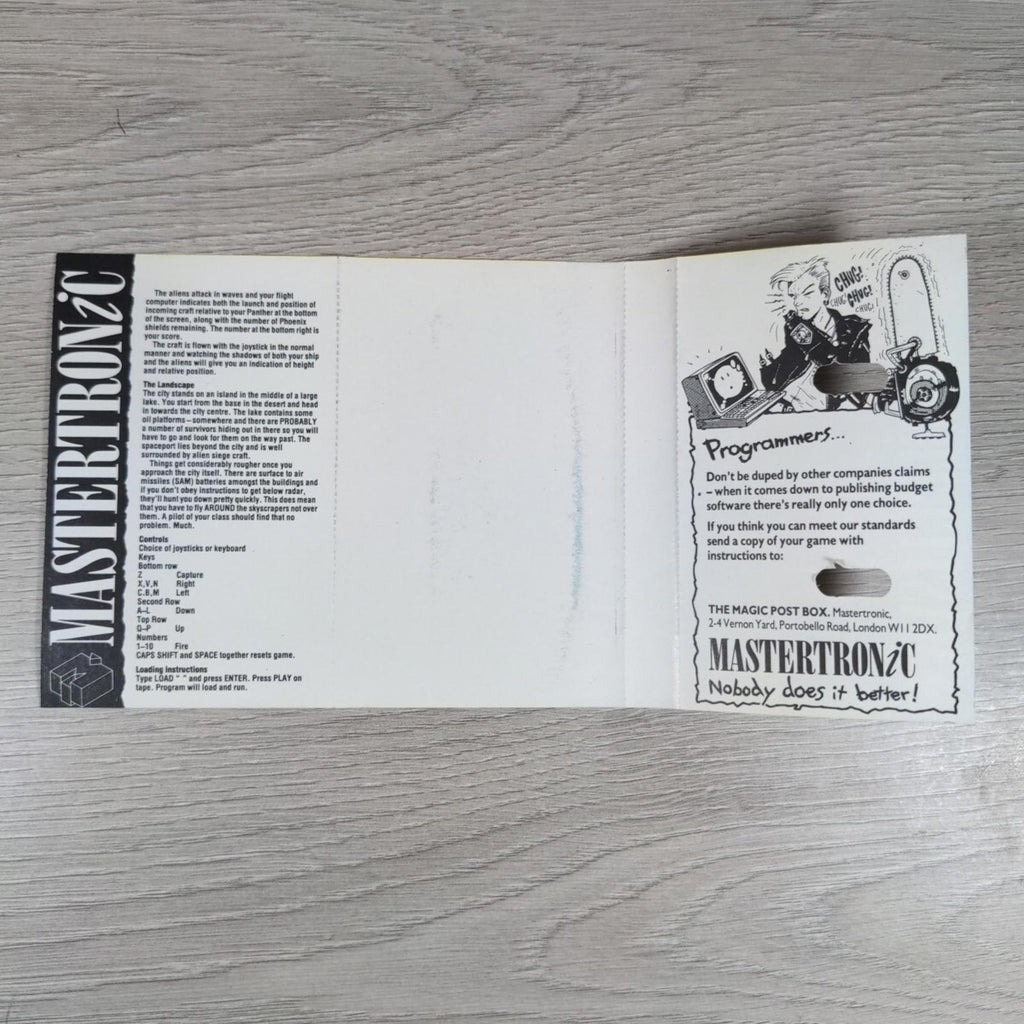 MASTERTRONiC
The aliens attack in waves and your flight
computer indicates both the launch and position of
incoming craft relative to your Panther at the bottom
of the screen, along with the number of Phoenix
shields remaining. The number at the bottom right is
your score.
The craft is flown with the joystick in the normal
manner and watching the shadows of both your ship
and the aliens will give you an indication of height
and relative position.
The Landscape
The city stands on an island in the middle of a large
lake. You start from the base in the desert and head
in towards the city centre. The lake contains some
oil platforms – somewhere and there are PROBABLY
a number of survivors hiding out in there so you will
have to go and look for them on the way past. The
spaceport lies beyond the city and is well
surrounded by alien siege craft.
Things get considerably rougher once you
approach the city itself. There are surface to air
missiles (SAM) batteries amongst the buildings and
if you don't obey instructions to get below radar,
they'll hunt you down pretty quickly. This does mean
that you have to fly AROUND the skyscrapers not over
them. A pilot of your class should find that no
problem. Much.
Controls
Choice of joysticks or keyboard
Keys
Bottom row
Z Capture
X,V,N Right
C,B,M Left
Second Row
A–L Down
Top Row
Q–P Up
Numbers
1–10 Fire
CAPS SHIFT and SPACE together resets game.
Loading Instructions
Type LOAD " " and press ENTER. Press PLAY on
tape. Program will load and run.
CHUG!
CHUG!
CHUG!
CHUG!
Programmers...
Don't be duped by other companies claims
– when it comes down to publishing budget
software there's really only one choice.
If you think you can meet our standards
send a copy of your game with
instructions to:
THE MAGIC POST BOX, Mastertronic,
2-4 Vernon Yard, Portobello Road, London W11 2DX.
MASTERTRONiC
Nobody does it better!